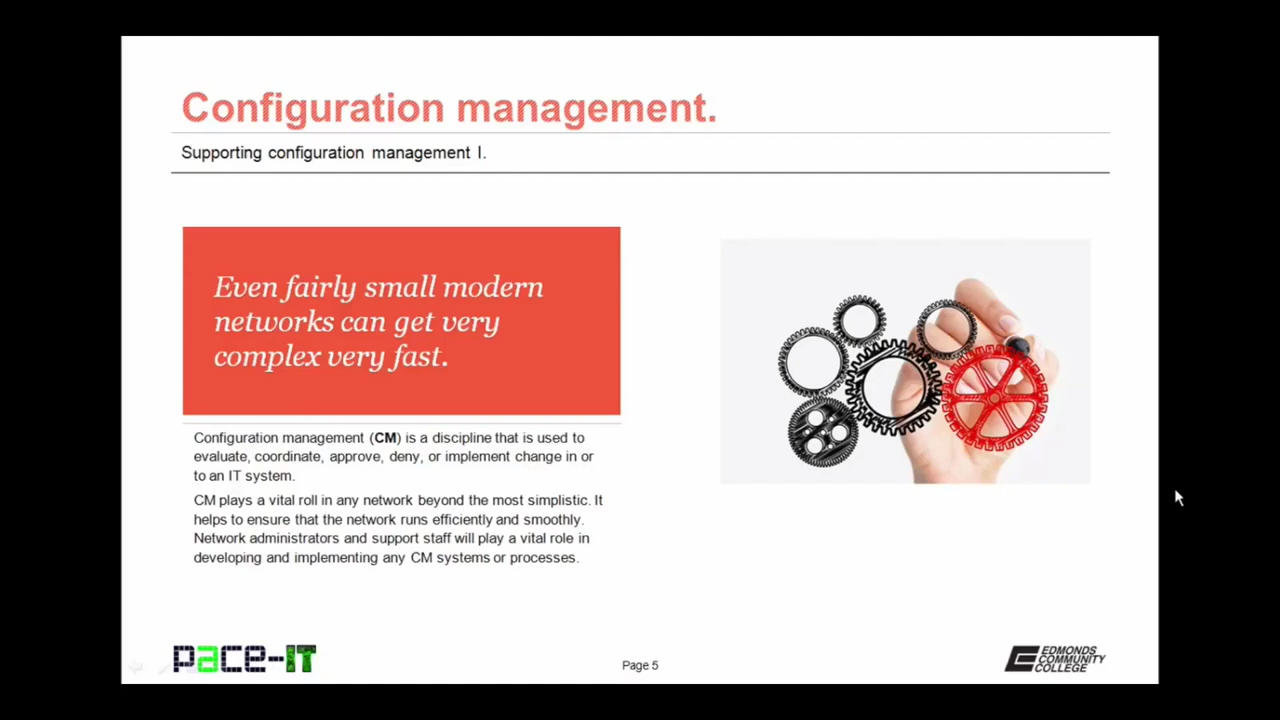 Configuration management.
Supporting configuration management I.
Even fairly small modern
networks can get very
complex very fast.
Configuration management (CM) is a discipline that is used to
evaluate, coordinate, approve, deny, or implement change in or
to an IT system.
CM plays a vital roll in any network beyond the most simplistic. It
helps to ensure that the network runs efficiently and smoothly.
Network administrators and support staff will play a vital role in
developing and implementing any CM systems or processes.
pace-IT
Page 5
EDMONDS
COMMUNITY
COLLEGE